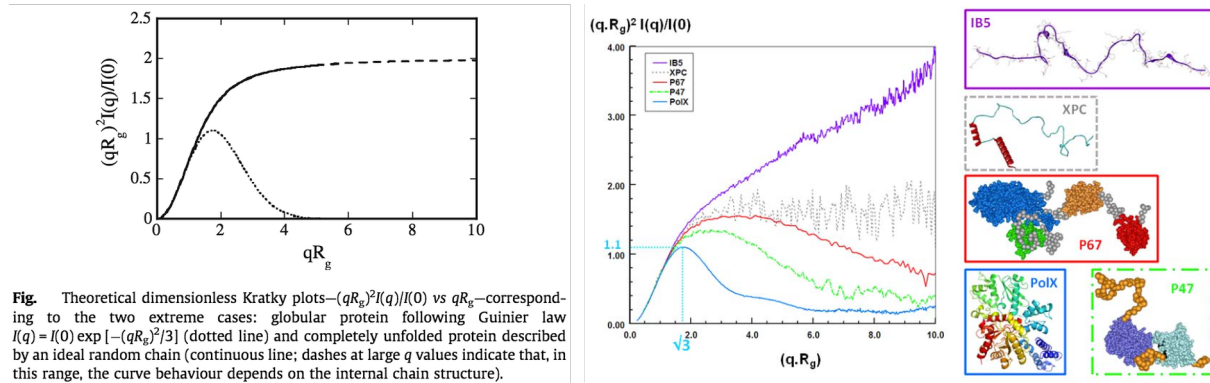 2.5
2
1.5
1
0.5
0
(qRg)²I(q)/I(0)
0 2 4 6 8 10
qRg
Fig. Theoretical dimensionless Kratky plots—(qRg)²I(q)/I(0) vs qRg—correspond-
ing to the two extreme cases: globular protein following Guinier law
I(q) = I(0) exp [−(qRg)²/3] (dotted line) and completely unfolded protein described
by an ideal random chain (continuous line; dashes at large q values indicate that, in
this range, the curve behaviour depends on the internal chain structure).
(q.Rg)² I(q)/I(0)
4.00
3.00
2.00
1.1
1.00
0.00
IB5
XPC
P67
P47
PolX
0.0 2.0 4.0 6.0 8.0 10.0
√3
(q.Rg)
IB5
XPC
P67
PolX
P47